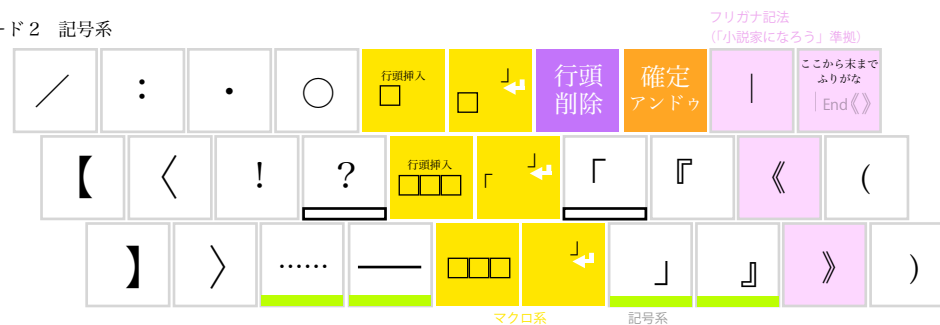 ード２ 記号系
フリガナ記法
(「小説家になろう」準拠)
／ ： ・ ○ 行頭挿入 □ 」 □ 行頭削除 確定アンドゥ ｜ ここから末までふりがな ｜End《》
【 〈 ！ ？ 行頭挿入 □□□ 「 」 「 『 《 （
】 〉 …… ―― □□□ 」 」 』 》 ）
マクロ系 記号系